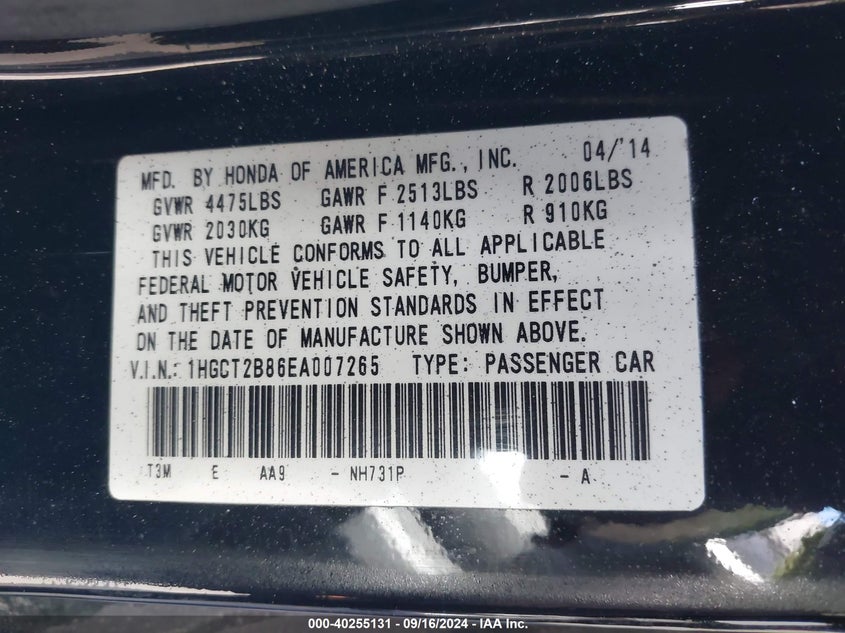 MFD. BY HONDA OF AMERICA MFG., INC. 04/'14
GVWR 4475LBS GAWR F 2513LBS R 2006LBS
GVWR 2030KG GAWR F 1140KG R 910KG
THIS VEHICLE CONFORMS TO ALL APPLICABLE
FEDERAL MOTOR VEHICLE SAFETY, BUMPER,
AND THEFT PREVENTION STANDARDS IN EFFECT
ON THE DATE OF MANUFACTURE SHOWN ABOVE.
V.I.N.: 1HGCT2B86EA007265 TYPE: PASSENGER CAR
T3M E AA9 - NH731P - A
000-40255131 - 09/16/2024 - IAA Inc.